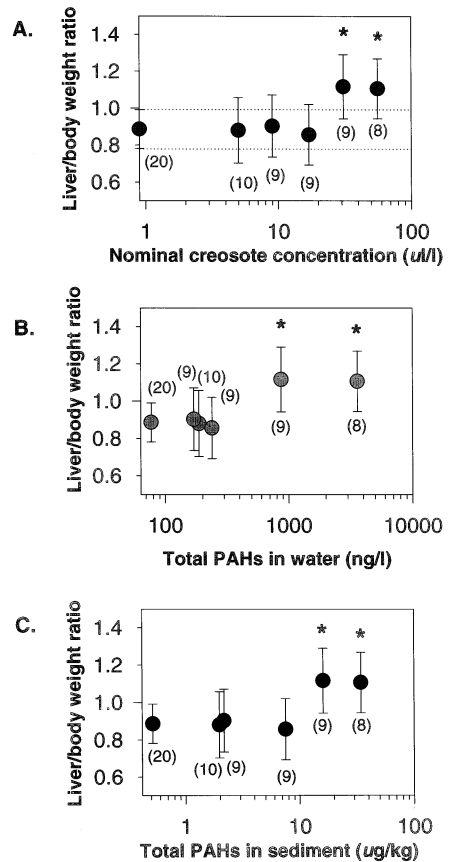 A.
Liver/body weight ratio
1.4
1.2
1.0
0.8
0.6
* *
(20) (10) (9) (9) (9) (8)
1 10 100
Nominal creosote concentration (ul/l)
B.
Liver/body weight ratio
1.4
1.2
1.0
0.8
0.6
* *
(20) (9) (10) (9) (9) (8)
100 1000 10000
Total PAHs in water (ng/l)
C.
Liver/body weight ratio
1.4
1.2
1.0
0.8
0.6
* *
(20) (10) (9) (9) (9) (8)
1 10 100
Total PAHs in sediment (ug/kg)